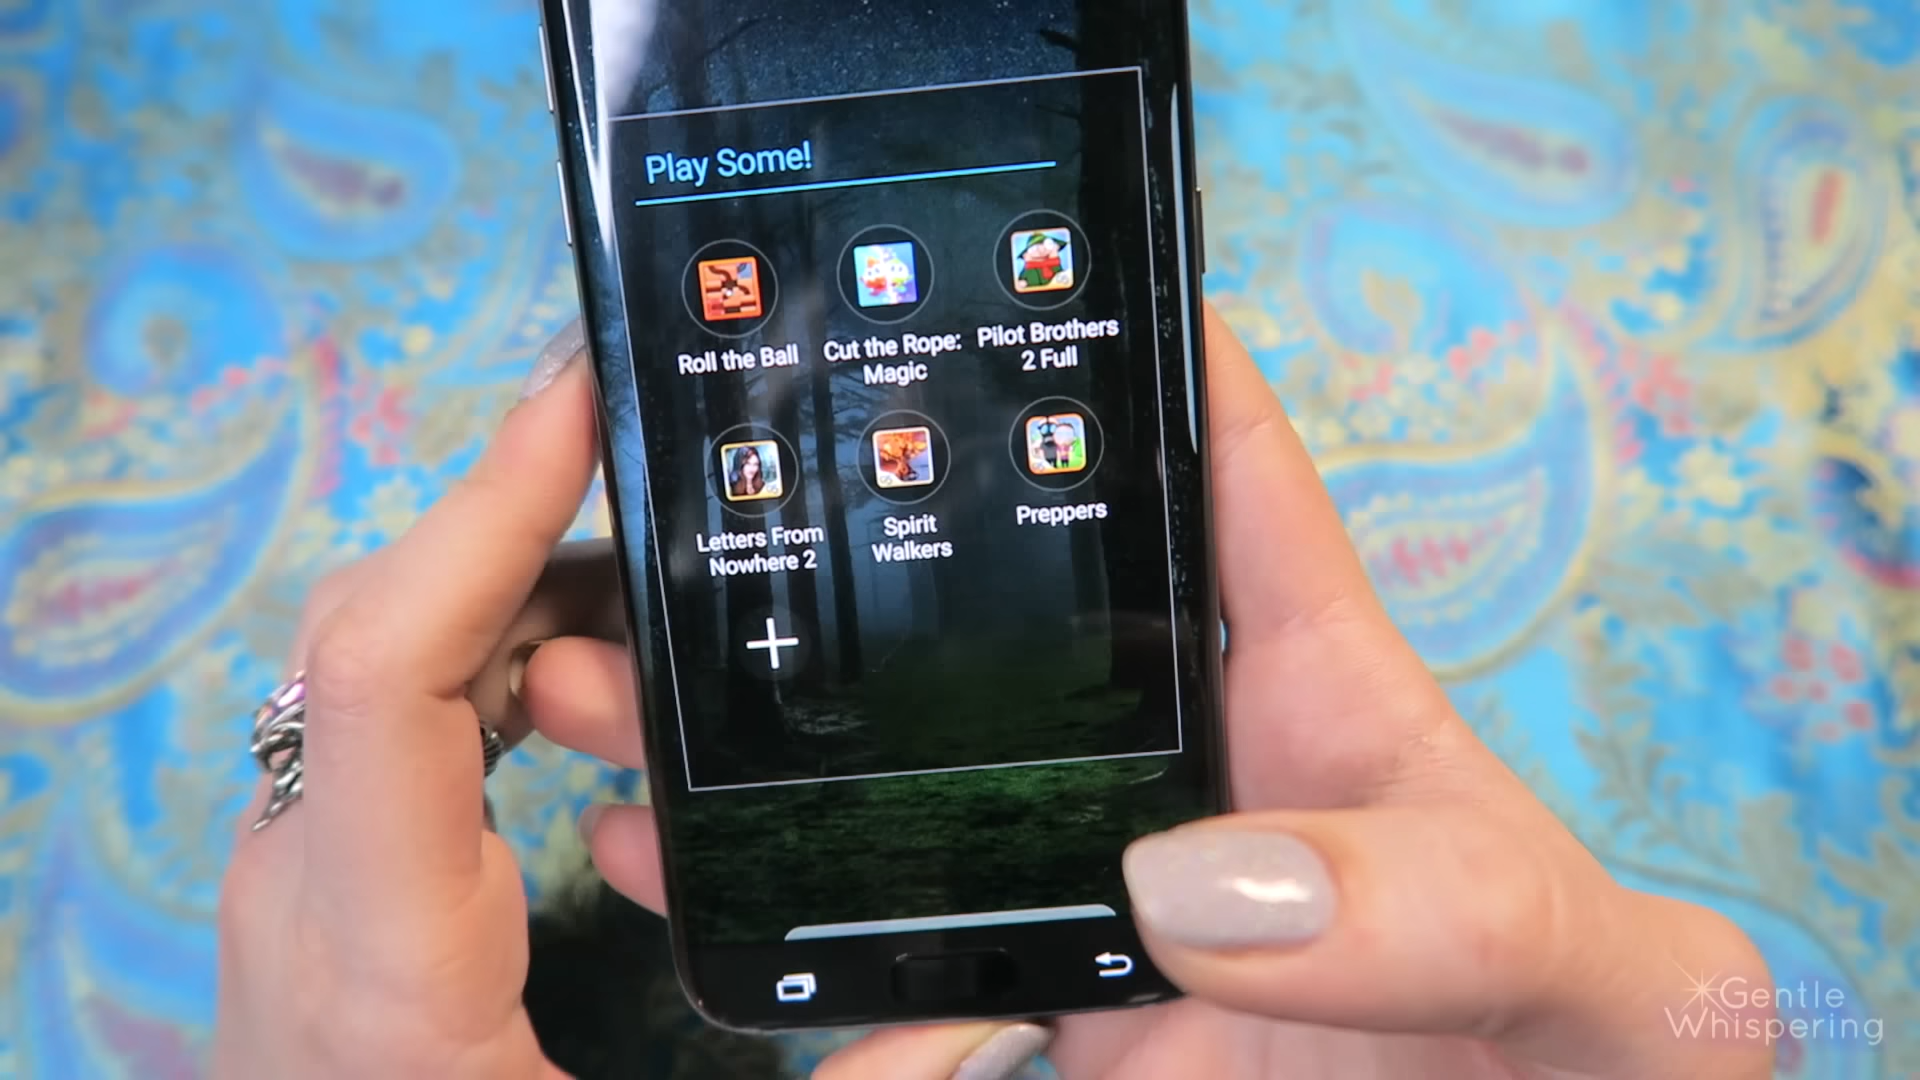 Play Some!
Roll the Ball
Cut the Rope:
Magic
Pilot Brothers
2 Full
Letters From
Nowhere 2
Spirit
Walkers
Preppers
Gentle
Whispering